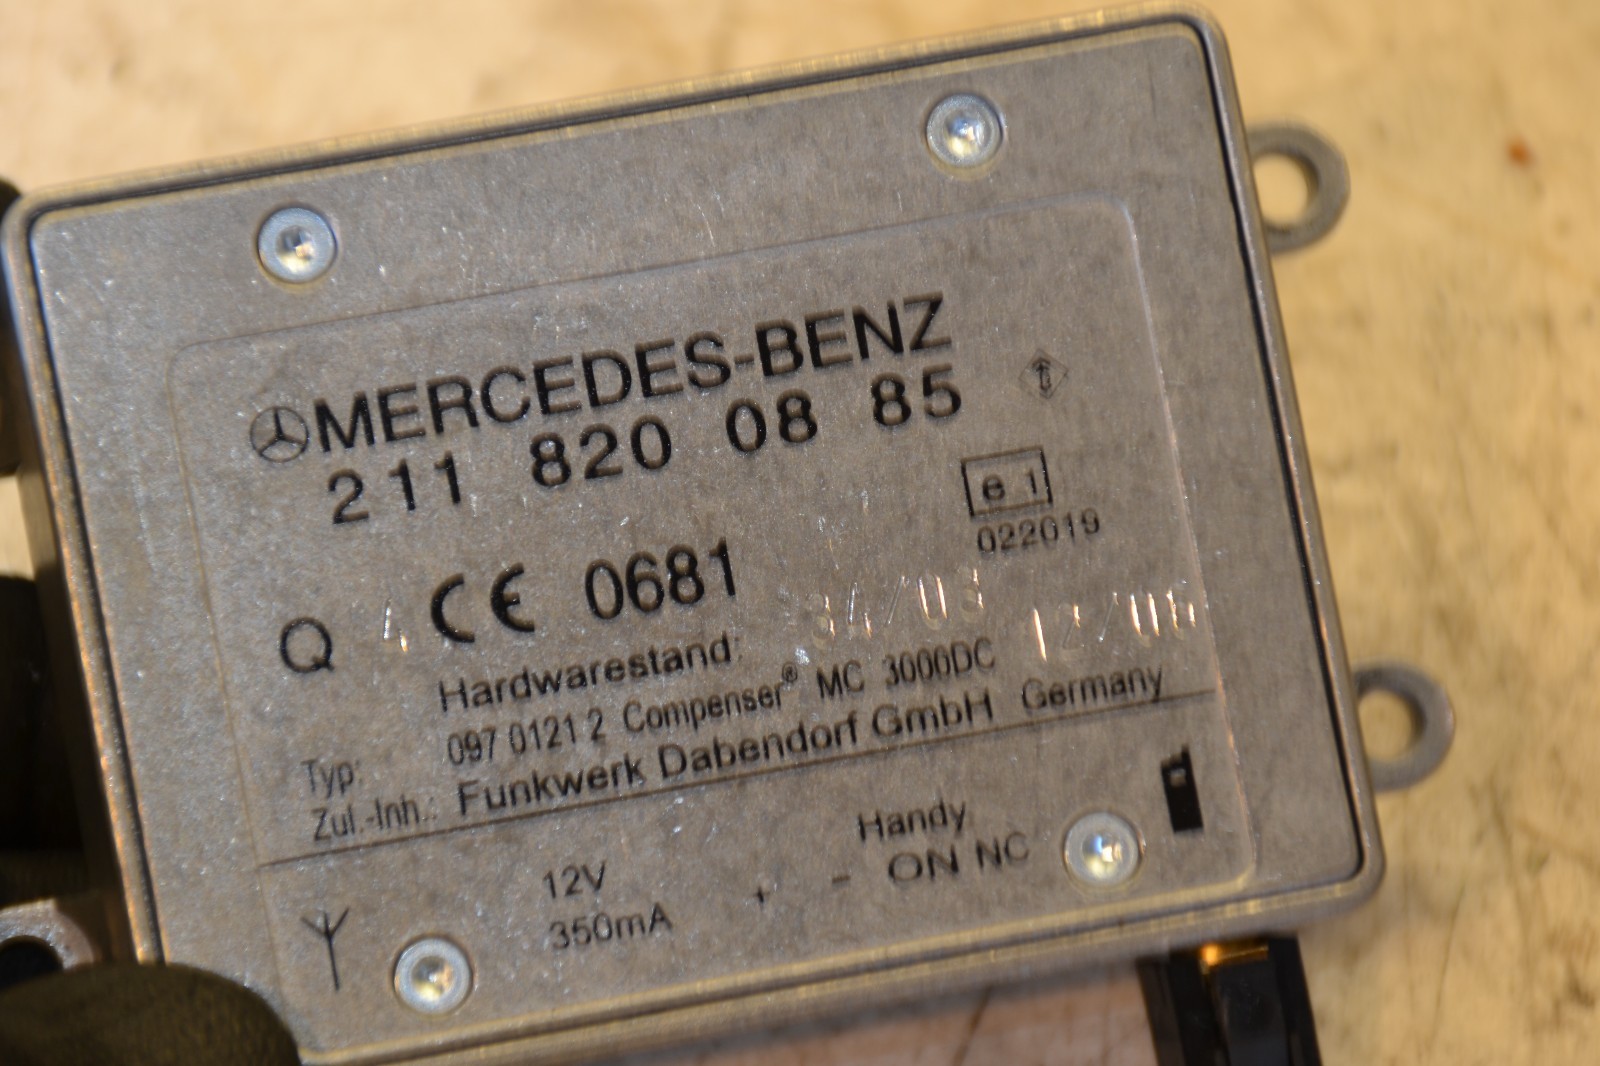 MERCEDES-BENZ
211 820 08 85
e 1
022019
Q 4 CE 0681
Hardwarestand: 34/03 12/06
Typ: 097 0121 2 Compenser® MC 3000DC
Zul.-Inh.: Funkwerk Dabendorf GmbH Germany
12V
350mA
+ -
Handy
ON NC